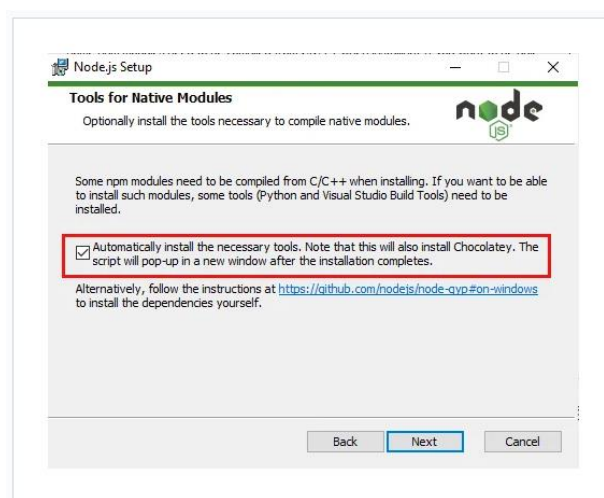 Node.js Setup
Tools for Native Modules
Optionally install the tools necessary to compile native modules.
node
JS
Some npm modules need to be compiled from C/C++ when installing. If you want to be able
to install such modules, some tools (Python and Visual Studio Build Tools) need to be
installed.
Automatically install the necessary tools. Note that this will also install Chocolatey. The
script will pop-up in a new window after the installation completes.
Alternatively, follow the instructions at https://github.com/nodejs/node-gyp#on-windows
to install the dependencies yourself.
Back Next Cancel